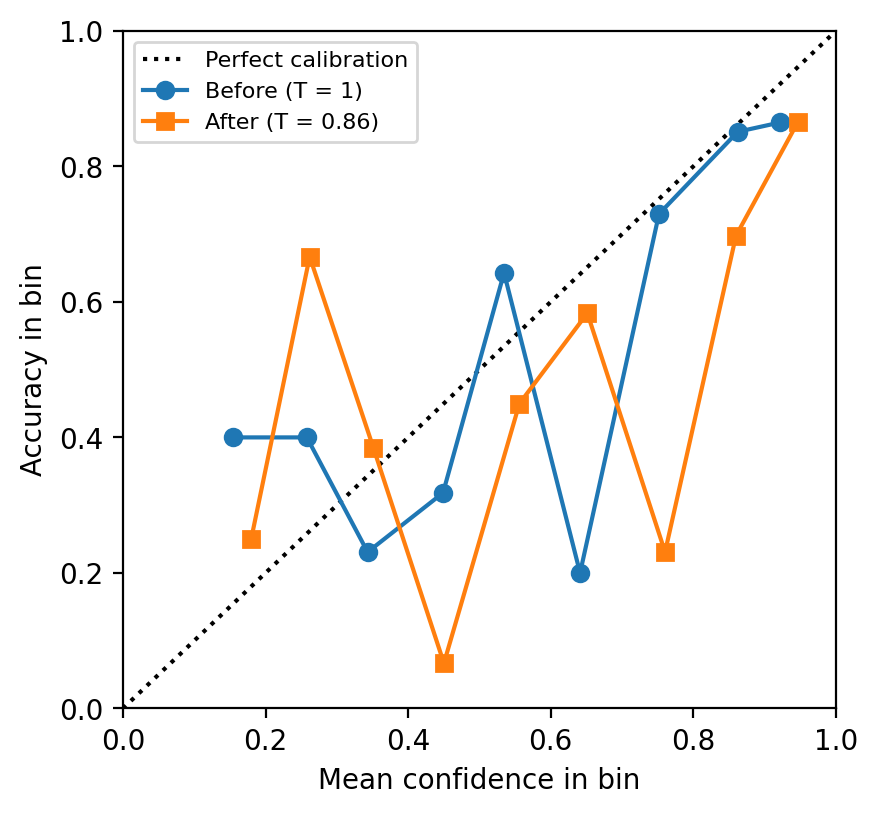 1.0
0.8
0.6
0.4
0.2
0.0
Accuracy in bin
Perfect calibration
Before (T = 1)
After (T = 0.86)
0.0 0.2 0.4 0.6 0.8 1.0
Mean confidence in bin